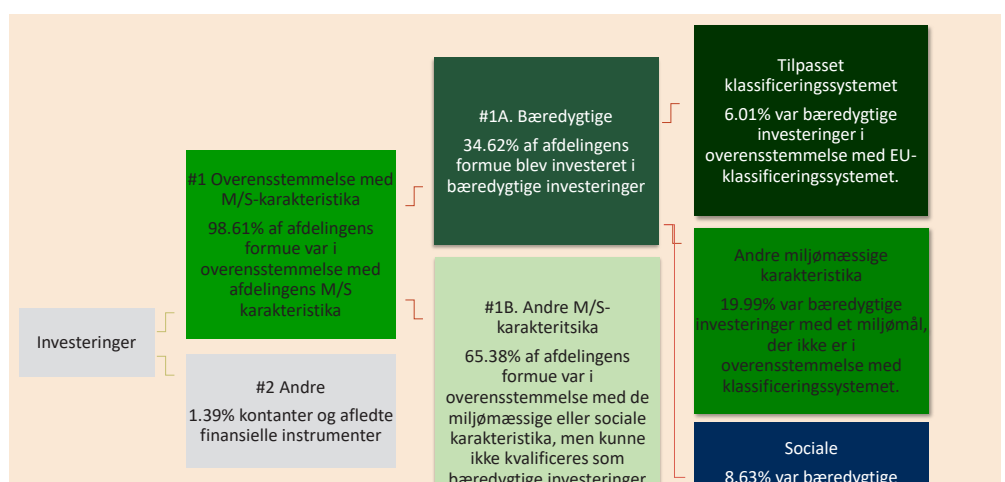 Investeringer
#1 Overensstemmelse med
M/S-karakteristika
98.61% af afdelingens
formue var i
overensstemmelse med
afdelingens M/S
karakteristika
#2 Andre
1.39% kontanter og afledte
finansielle instrumenter
#1A. Bæredygtige
34.62% af afdelingens
formue blev investeret i
bæredygtige investeringer
#1B. Andre M/S-
karakteritsika
65.38% af afdelingens
formue var i
overensstemmelse med de
miljømæssige eller sociale
karakteristika, men kunne
ikke kvalificeres som
bæredygtige investeringer
Tilpasset
klassificeringssystemet
6.01% var bæredygtige
investeringer i
overensstemmelse med EU-
klassificeringssystemet.
Andre miljømæssige
karakteristika
19.99% var bæredygtige
investeringer med et miljømål,
der ikke er i
overensstemmelse med
klassificeringssystemet.
Sociale
8.63% var bæredygtige